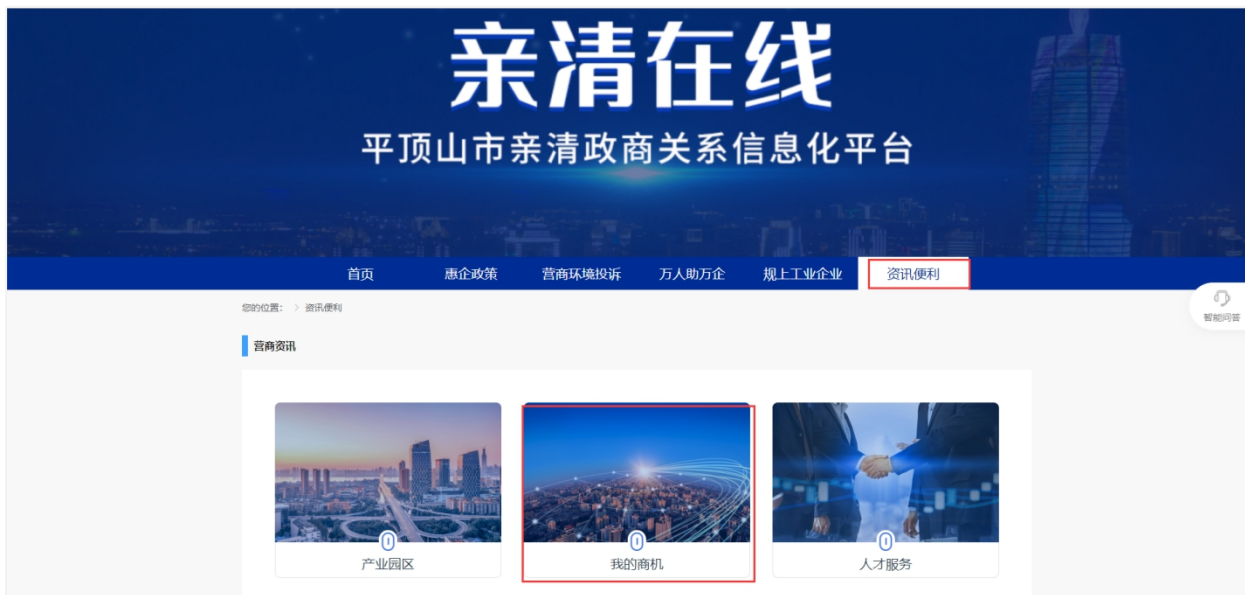 亲清在线
平顶山市亲清政商关系信息化平台
首页 惠企政策 营商环境投诉 万人助万企 规上工业企业 资讯便利
您的位置： > 资讯便利
智能问答
营商资讯
产业园区 我的商机 人才服务